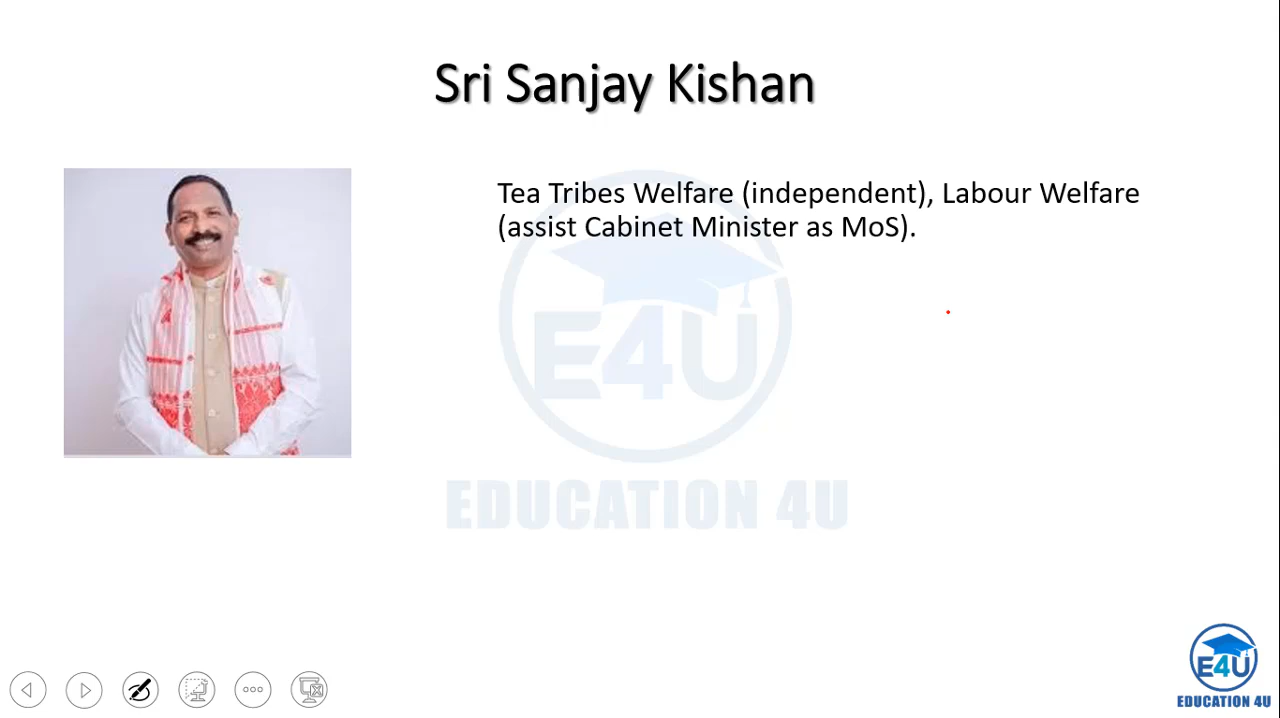 Sri Sanjay Kishan
Tea Tribes Welfare (independent), Labour Welfare
(assist Cabinet Minister as MoS).
E4U
EDUCATION 4U
E4U
EDUCATION 4U